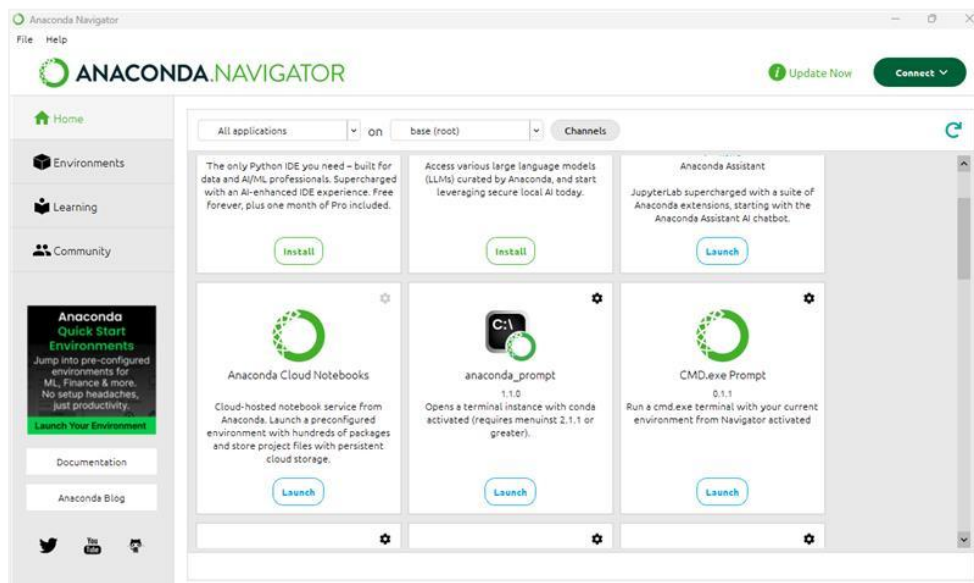 Anaconda Navigator
File Help
ANACONDA.NAVIGATOR
Update Now
Connect
Home
Environments
Learning
Community
Anaconda
Quick Start
Environments
Jump into pre-configured
environments for
ML, Finance & more.
No setup headaches,
just productivity.
Launch Your Environment
Documentation
Anaconda Blog
You
Tube
All applications on base (root) Channels
The only Python IDE you need – built for
data and AI/ML professionals. Supercharged
with an AI-enhanced IDE experience. Free
forever, plus one month of Pro included.
Install
Access various large language models
(LLMs) curated by Anaconda, and start
leveraging secure local AI today.
Install
Anaconda Assistant
JupyterLab supercharged with a suite of
Anaconda extensions, starting with the
Anaconda Assistant AI chatbot.
Launch
Anaconda Cloud Notebooks
Cloud-hosted notebook service from
Anaconda. Launch a preconfigured
environment with hundreds of packages
and store project files with persistent
cloud storage.
Launch
C:\
anaconda_prompt
1.1.0
Opens a terminal instance with conda
activated (requires menuinst 2.1.1 or
greater).
Launch
CMD.exe Prompt
0.1.1
Run a cmd.exe terminal with your current
environment from Navigator activated
Launch